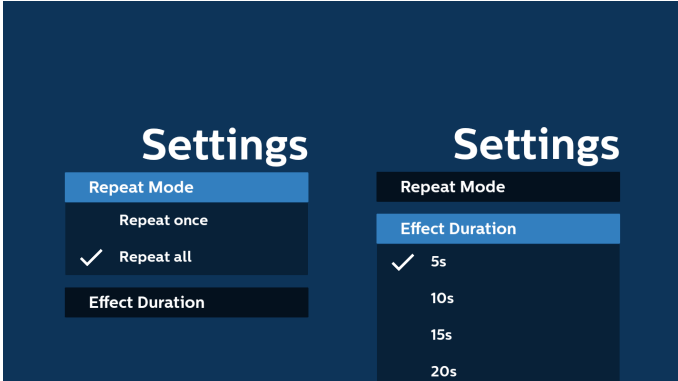 Settings
Repeat Mode
Repeat once
Repeat all
Effect Duration
Settings
Repeat Mode
Effect Duration
5s
10s
15s
20s